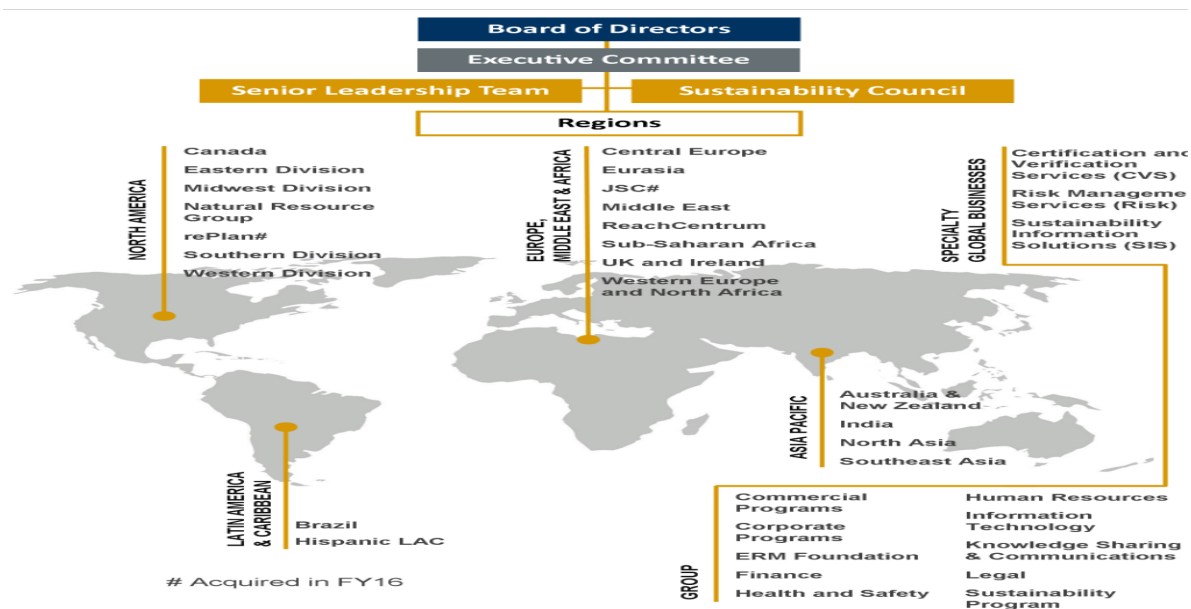 Board of Directors
Executive Committee
Senior Leadership Team
Sustainability Council
Regions
NORTH AMERICA
Canada
Eastern Division
Midwest Division
Natural Resource
Group
rePlan#
Southern Division
Western Division
EUROPE,
MIDDLE EAST & AFRICA
Central Europe
Eurasia
JSC#
Middle East
ReachCentrum
Sub-Saharan Africa
UK and Ireland
Western Europe
and North Africa
SPECIALTY
GLOBAL BUSINESSES
Certification and
Verification
Services (CVS)
Risk Manageme
Services (Risk)
Sustainability
Information
Solutions (SIS)
ASIA PACIFIC
Australia &
New Zealand
India
North Asia
Southeast Asia
LATIN AMERICA
& CARIBBEAN
Brazil
Hispanic LAC
GROUP
Commercial
Programs
Corporate
Programs
ERM Foundation
Finance
Health and Safety
Human Resources
Information
Technology
Knowledge Sharing
& Communications
Legal
Sustainability
Program
# Acquired in FY16